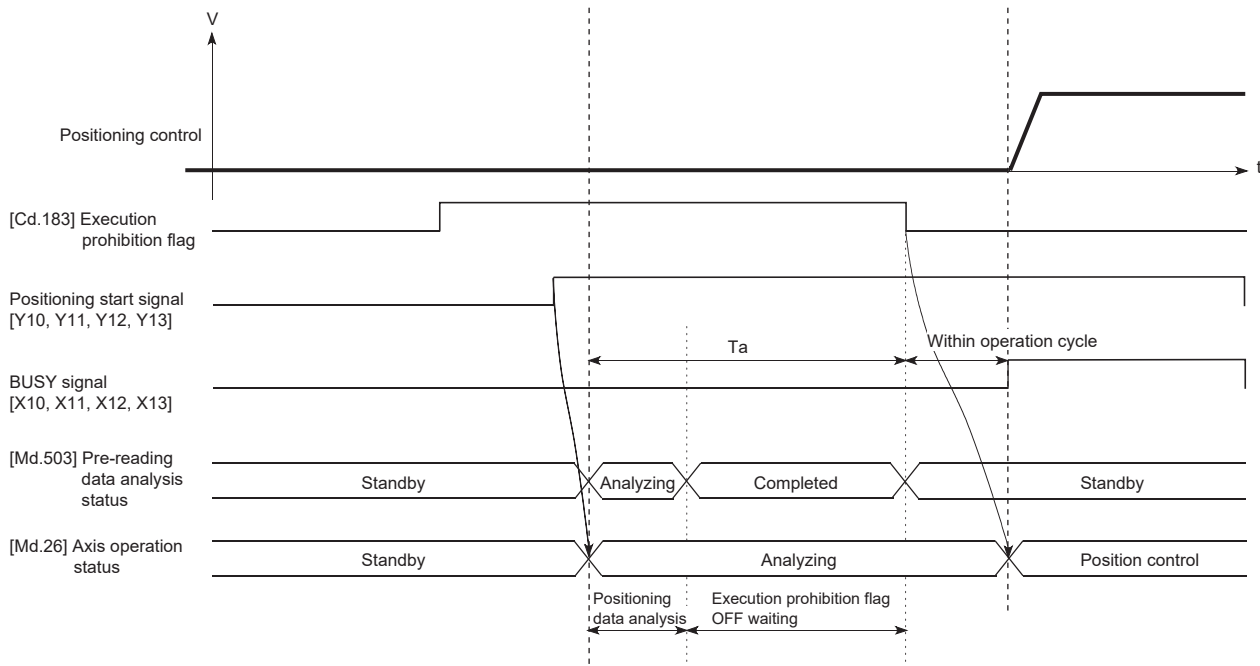 V
Positioning control
t
[Cd.183] Execution
prohibition flag
Positioning start signal
[Y10, Y11, Y12, Y13]
Ta
Within operation cycle
BUSY signal
[X10, X11, X12, X13]
[Md.503] Pre-reading
data analysis
status
Standby
Analyzing
Completed
Standby
[Md.26] Axis operation
status
Standby
Analyzing
Position control
Positioning
data analysis
Execution prohibition flag
OFF waiting